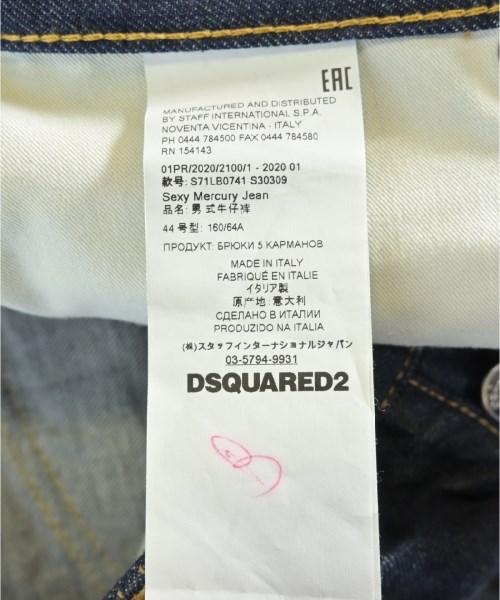 EAC
MANUFACTURED AND DISTRIBUTED
BY STAFF INTERNATIONAL S.P.A.
NOVENTA VICENTINA - ITALY
PH 0444 784500 FAX 0444 784580
RN 154143
01PR/2020/2100/1 - 2020 01
款号: S71LB0741 S30309
Sexy Mercury Jean
品名: 男 式 牛 仔 裤
44 号型: 160/64A
ПРОДУКТ: БРЮКИ 5 КАРМАНОВ
MADE IN ITALY
FABRIQUÉ EN ITALIE
イタリア製
原产地: 意大利
СДЕЛАНО В ИТАЛИИ
PRODUZIDO NA ITALIA
(株)スタッフインターナショナルジャパン
03-5794-9931
DSQUARED2